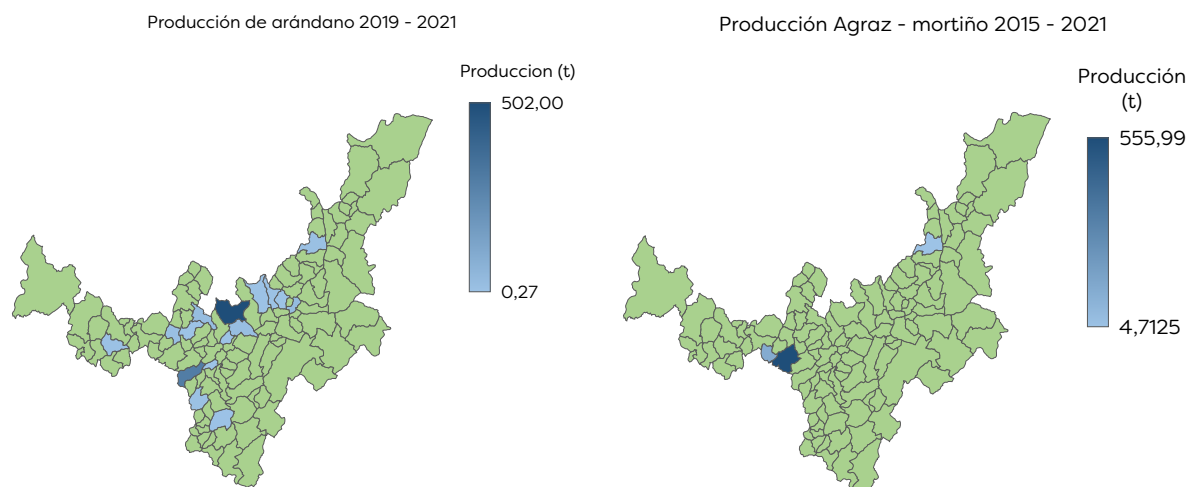 Producción de arándano 2019 - 2021
Produccion (t)
502,00
0,27
Producción Agraz - mortiño 2015 - 2021
Producción
(t)
555,99
4,7125